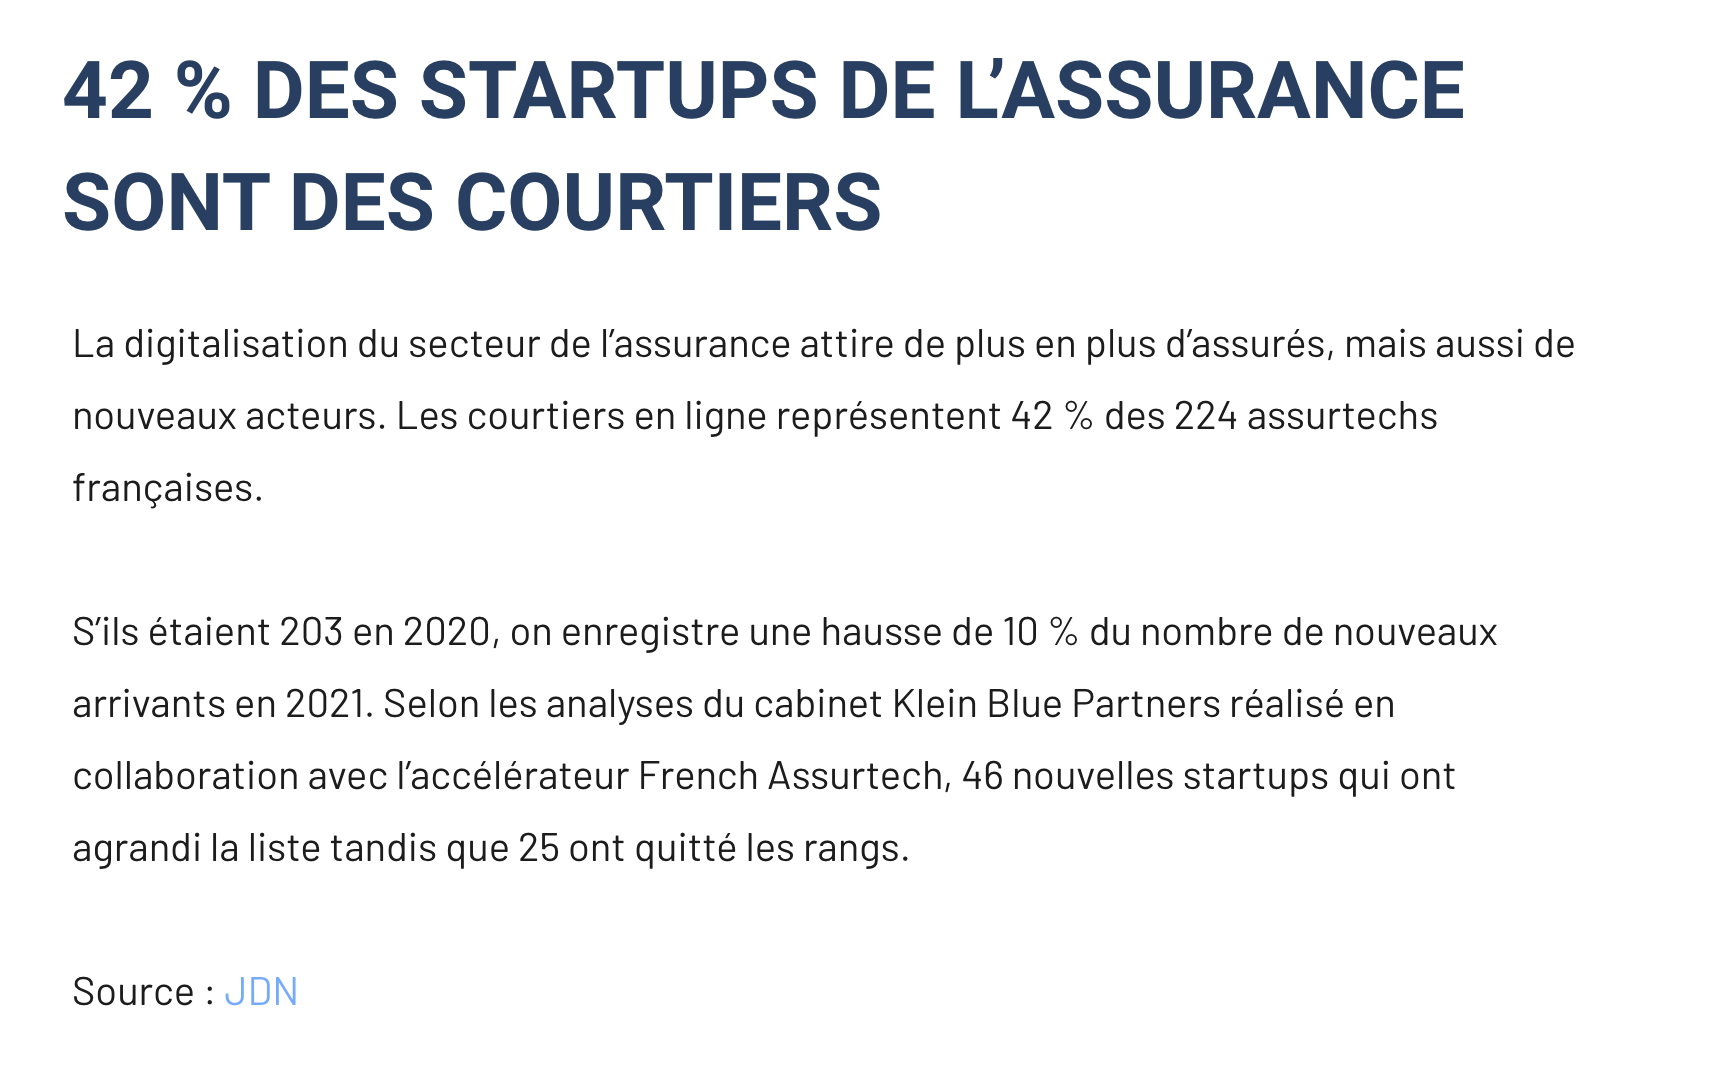 42 % DES STARTUPS DE L’ASSURANCE
SONT DES COURTIERS
La digitalisation du secteur de l’assurance attire de plus en plus d’assurés, mais aussi de
nouveaux acteurs. Les courtiers en ligne représentent 42 % des 224 assurtechs
françaises.
S’ils étaient 203 en 2020, on enregistre une hausse de 10 % du nombre de nouveaux
arrivants en 2021. Selon les analyses du cabinet Klein Blue Partners réalisé en
collaboration avec l’accélérateur French Assurtech, 46 nouvelles startups qui ont
agrandi la liste tandis que 25 ont quitté les rangs.
Source : JDN